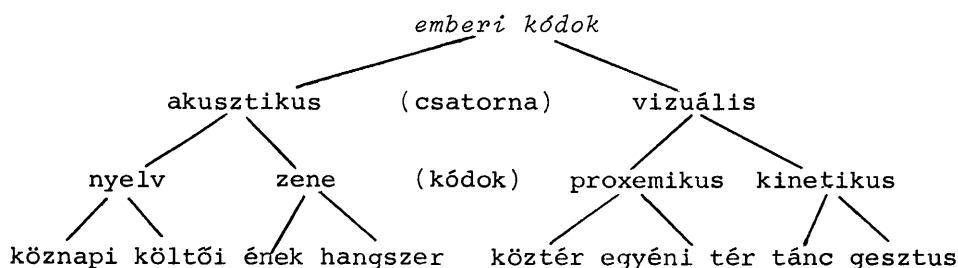 emberi kódok
akusztikus (csatorna) vizuális
nyelv zene (kódok) proxemikus kinetikus
köznapi költői ének hangszer köztér egyéni tér tánc gesztus